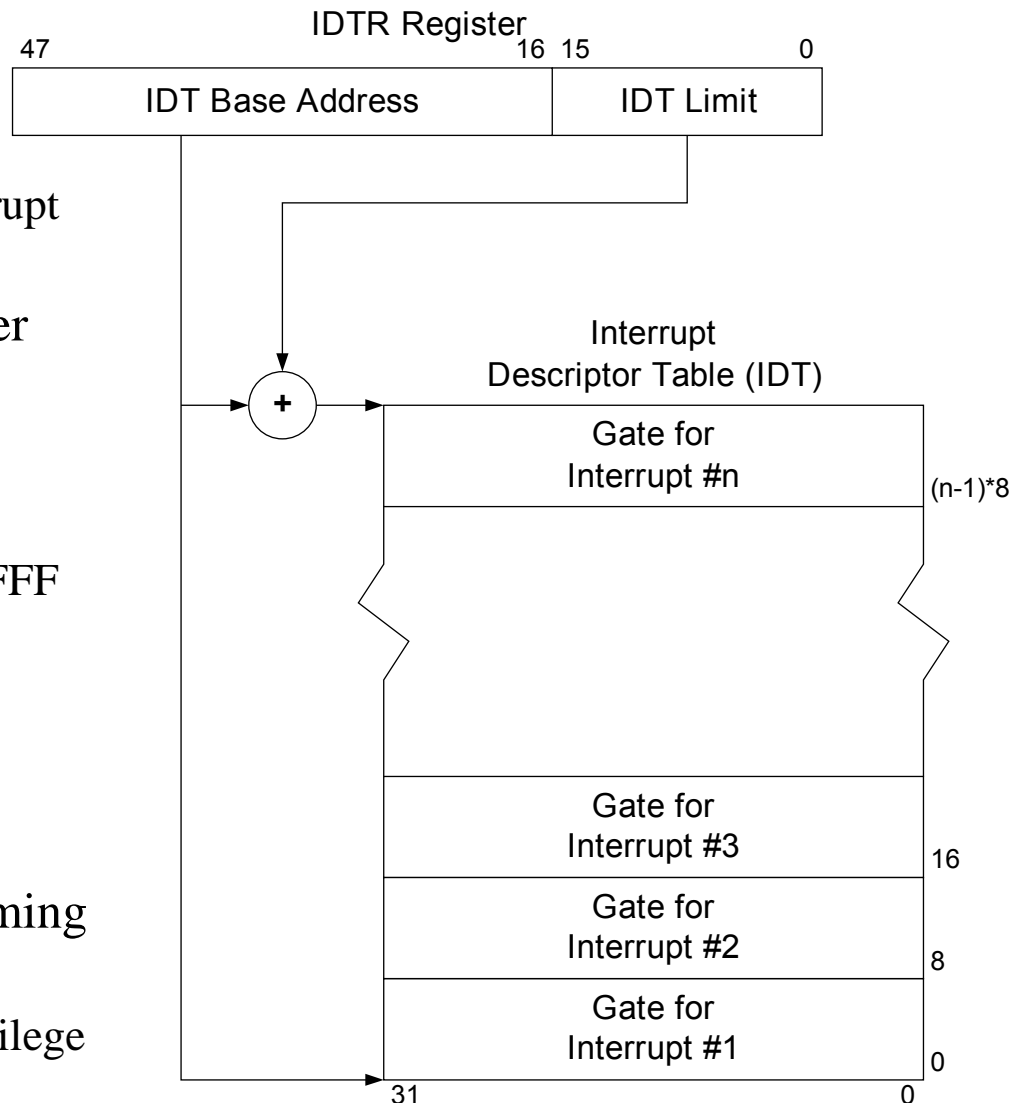 IDTR Register
47 16 15 0
IDT Base Address IDT Limit
rupt
er
Interrupt
Descriptor Table (IDT)
+
Gate for
Interrupt #n
(n-1)*8
FFF
Gate for
Interrupt #3
16
ming
Gate for
Interrupt #2
8
ilege
Gate for
Interrupt #1
0
31 0